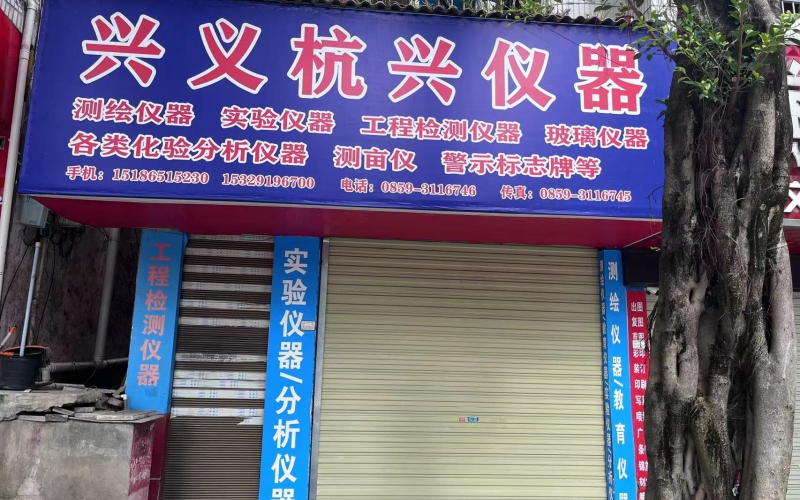 兴义杭兴仪器
测绘仪器 实验仪器 工程检测仪器 玻璃仪器
各类化验分析仪器 测亩仪 警示标志牌等
手机：15186515230 15329196700 电话：0859-3116746 传真：0859-3116745
工程检测仪器
实验仪器/分析仪器
测绘仪器/教育仪器